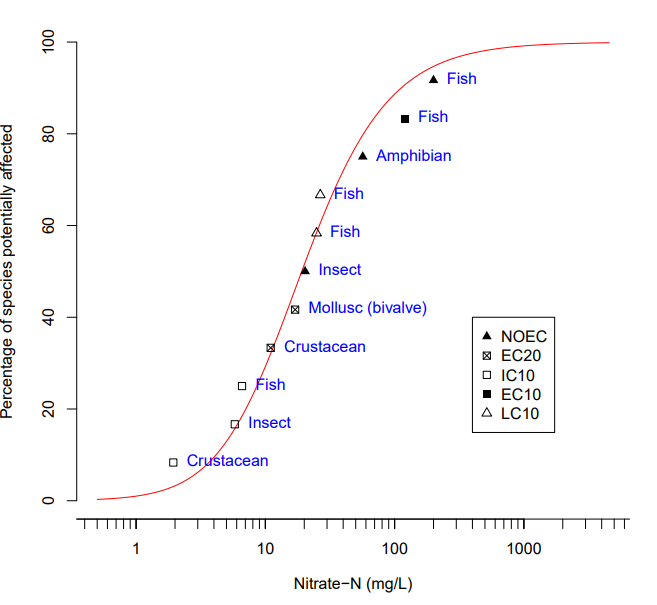 Percentage of species potentially affected
100
80
60
40
20
0
Fish
Fish
Amphibian
Fish
Fish
Insect
Mollusc (bivalve)
Crustacean
Fish
Insect
Crustacean
NOEC
EC20
IC10
EC10
LC10
1 10 100 1000
Nitrate−N (mg/L)